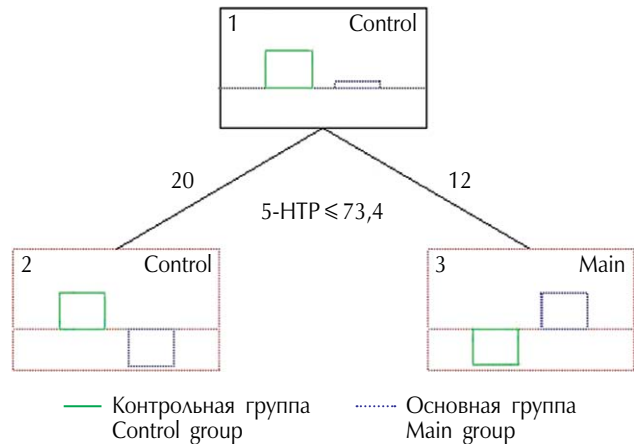 1 Control
20 12
5-HTP ⩽ 73,4
2 Control 3 Main
Контрольная группа Основная группа
Control group Main group